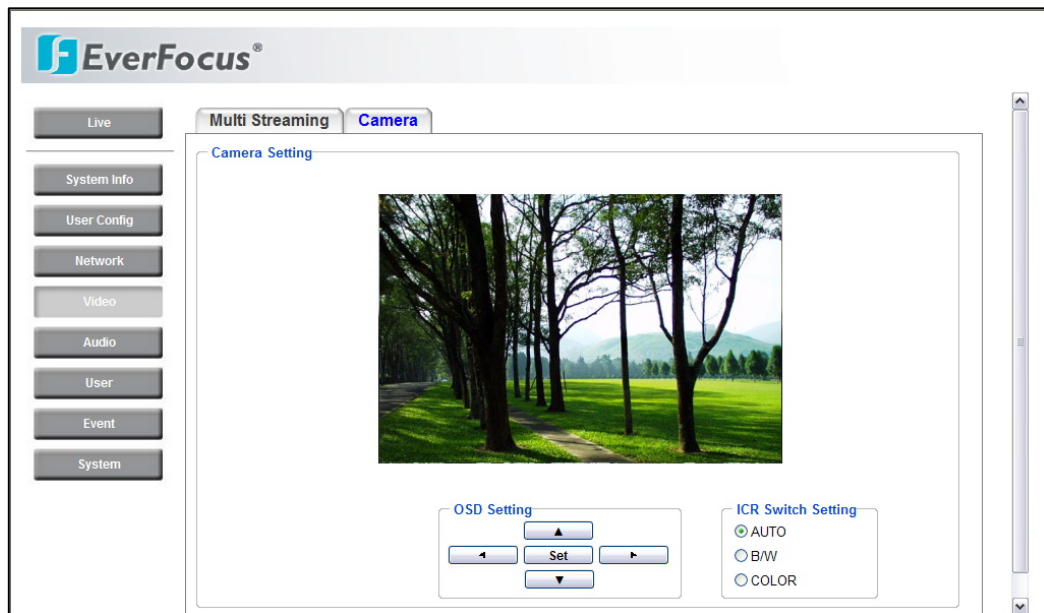 EverFocus®
Live
System Info
User Config
Network
Video
Audio
User
Event
System
Multi Streaming
Camera
Camera Setting
OSD Setting
Set
ICR Switch Setting
AUTO
B/W
COLOR